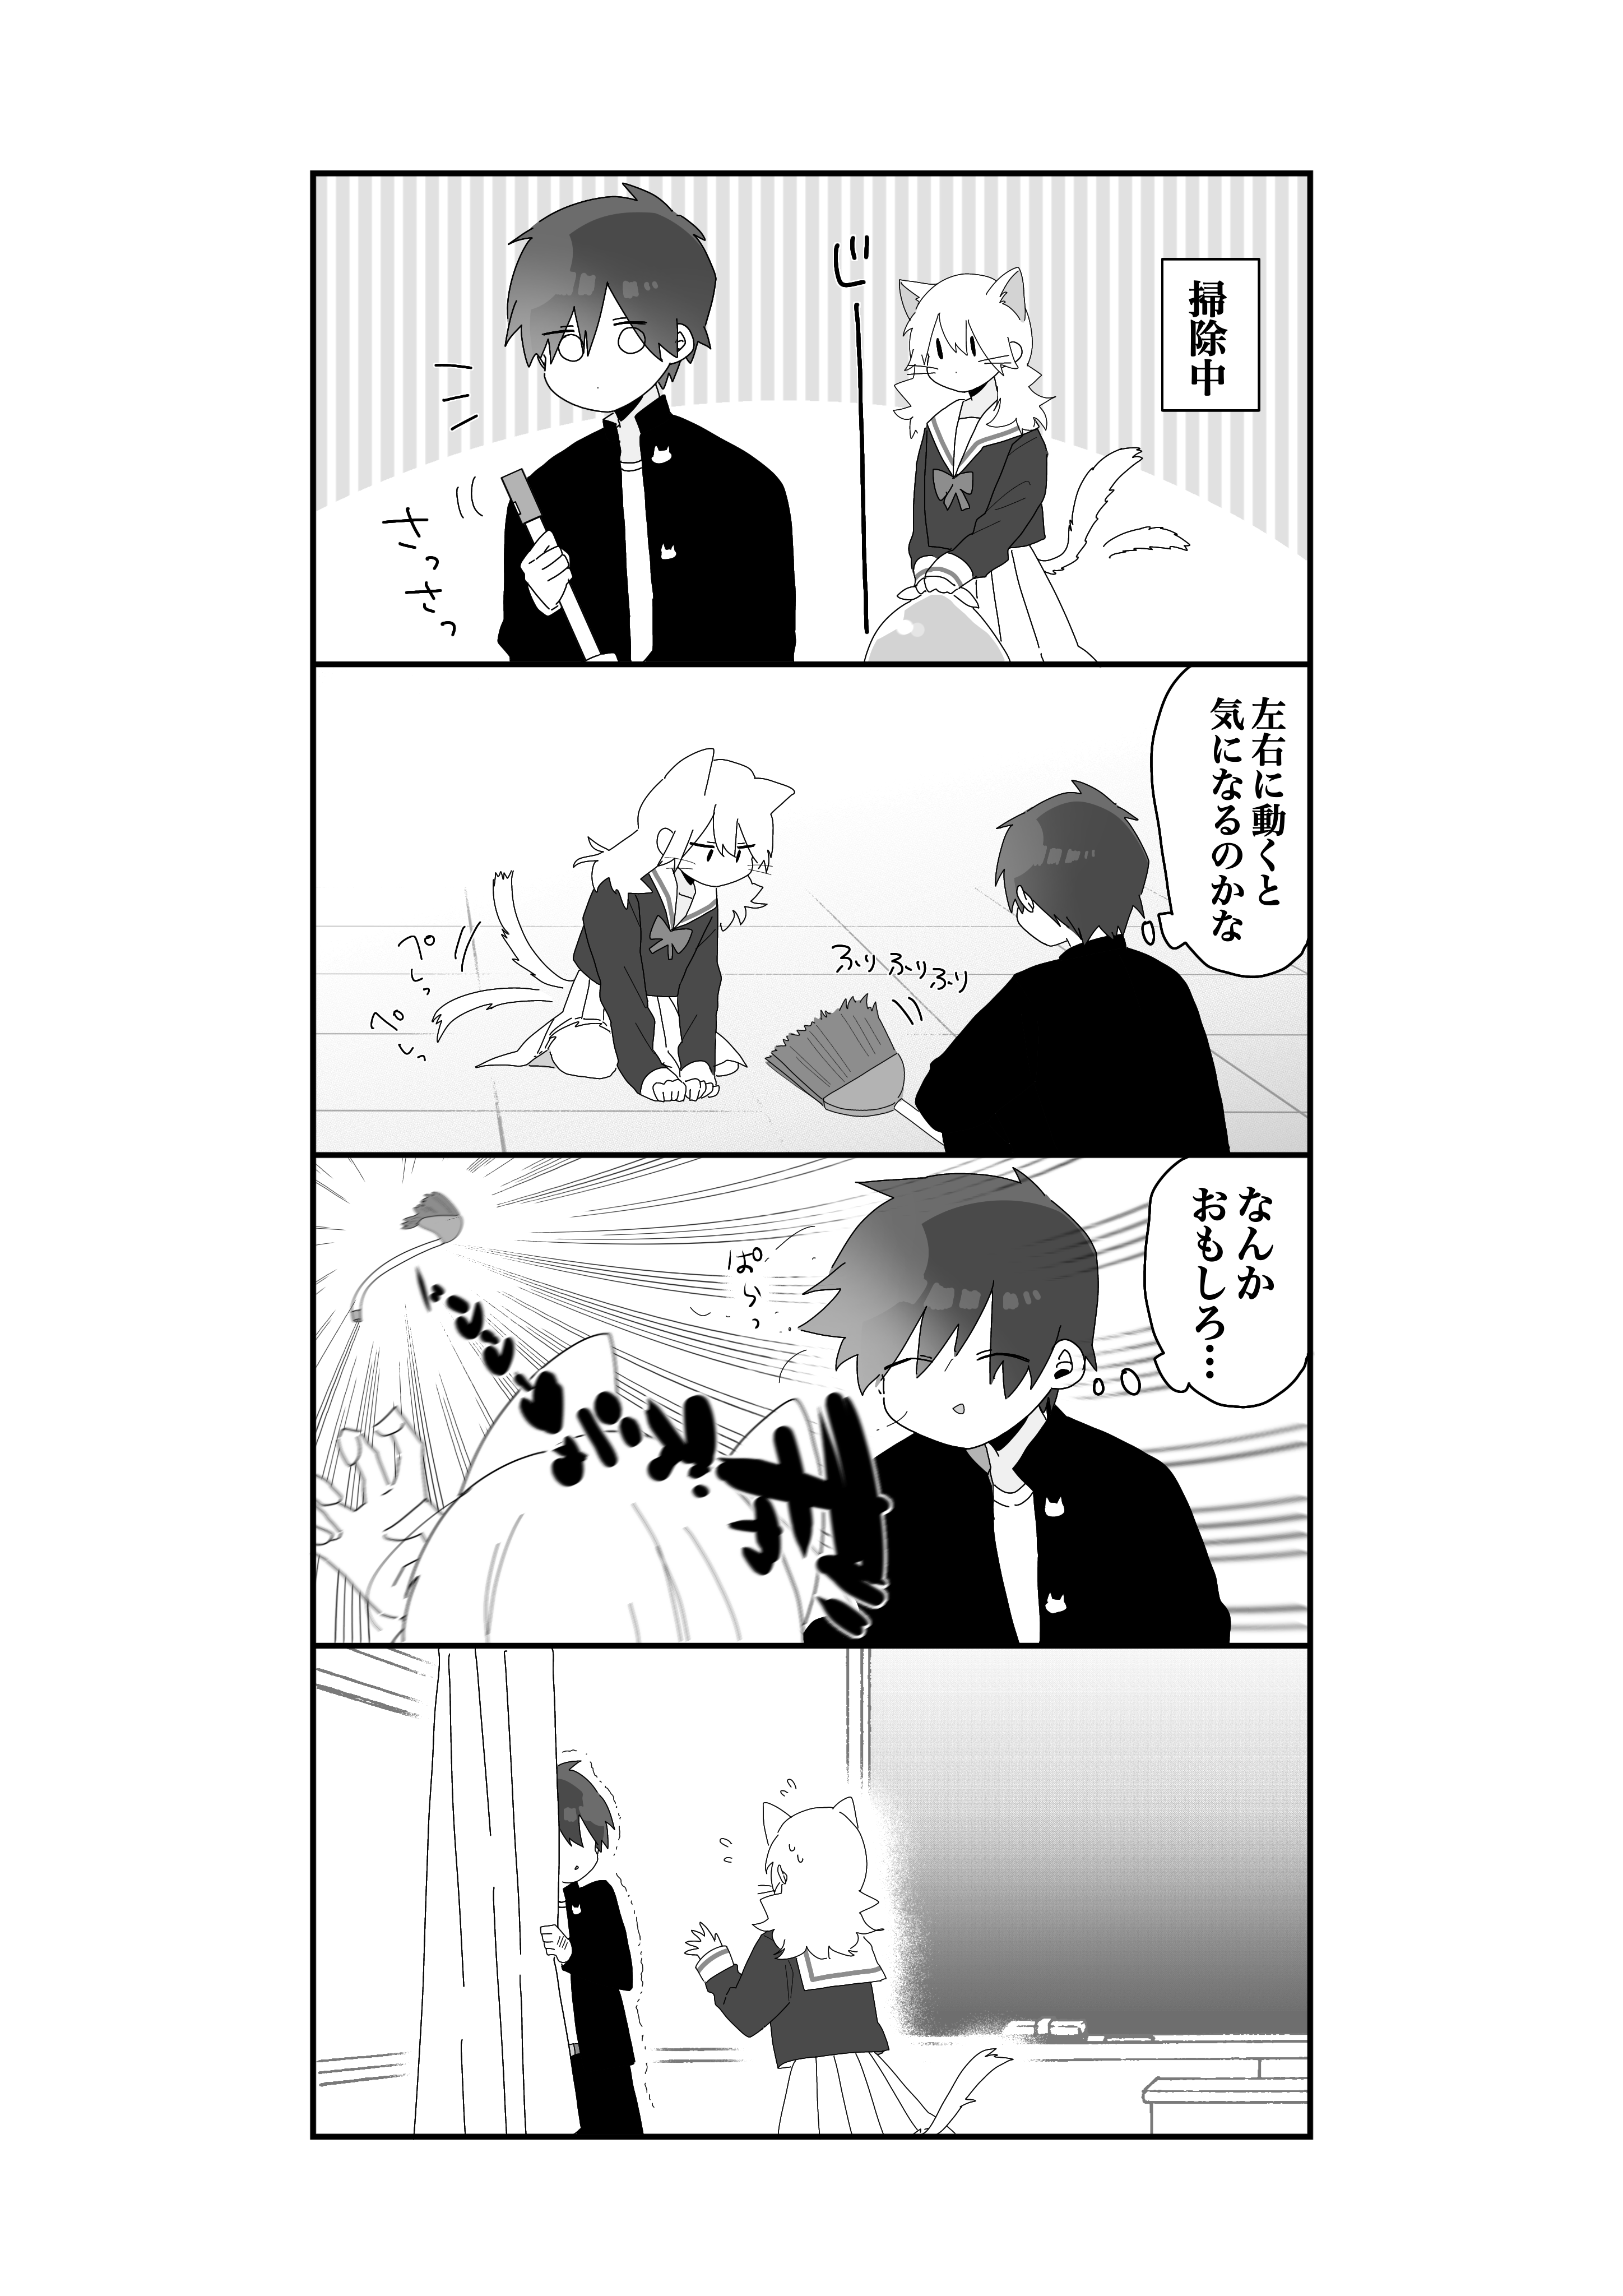 掃除中
じー
さっ
さっ
左右に動くと
気になるのかな
ふり
ふり
ふり
ぺしっ
ぺしっ
なんか
おもしろ…
ぱらっ